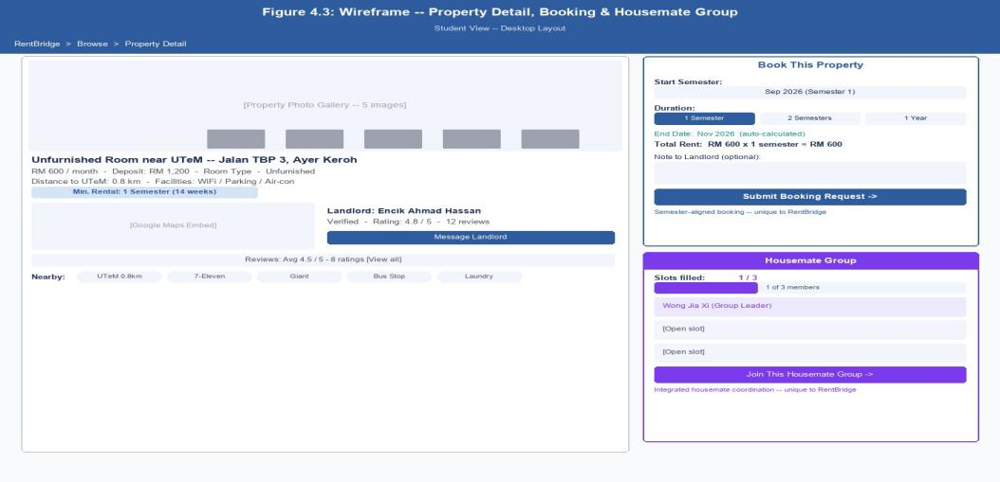 Figure 4.3: Wireframe -- Property Detail, Booking & Housemate Group
Student View -- Desktop Layout
RentBridge > Browse > Property Detail
[Property Photo Gallery -- 5 images]
Unfurnished Room near UTeM -- Jalan TBP 3, Ayer Keroh
RM 600 / month - Deposit: RM 1,200 - Room Type - Unfurnished
Distance to UTeM: 0.8 km - Facilities: WiFi / Parking / Air-con
Min. Rental: 1 Semester (14 weeks)
[Google Maps Embed]
Landlord: Encik Ahmad Hassan
Verified - Rating: 4.8 / 5 - 12 reviews
Message Landlord
Reviews: Avg 4.5 / 5 - 8 ratings [View all]
Nearby: UTeM 0.8km 7-Eleven Giant Bus Stop Laundry
Book This Property
Start Semester:
Sep 2026 (Semester 1)
Duration:
1 Semester 2 Semesters 1 Year
End Date: Nov 2026 (auto-calculated)
Total Rent: RM 600 x 1 semester = RM 600
Note to Landlord (optional):
Submit Booking Request ->
Semester-aligned booking -- unique to RentBridge
Housemate Group
Slots filled: 1 / 3
1 of 3 members
Wong Jia Xi (Group Leader)
[Open slot]
[Open slot]
Join This Housemate Group ->
Integrated housemate coordination -- unique to RentBridge